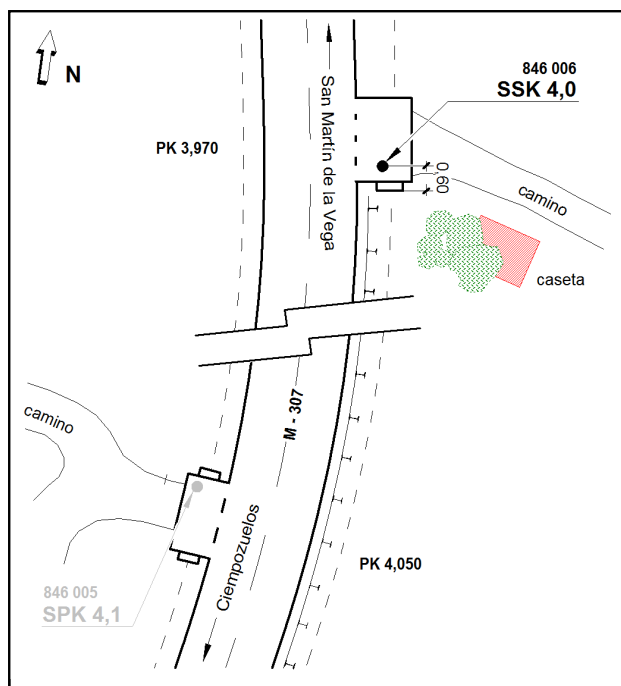 N
846 006
SSK 4,0
San Martín de la Vega
PK 3,970
0,60
camino
caseta
camino
M - 307
Ciempozuelos
PK 4,050
846 005
SPK 4,1